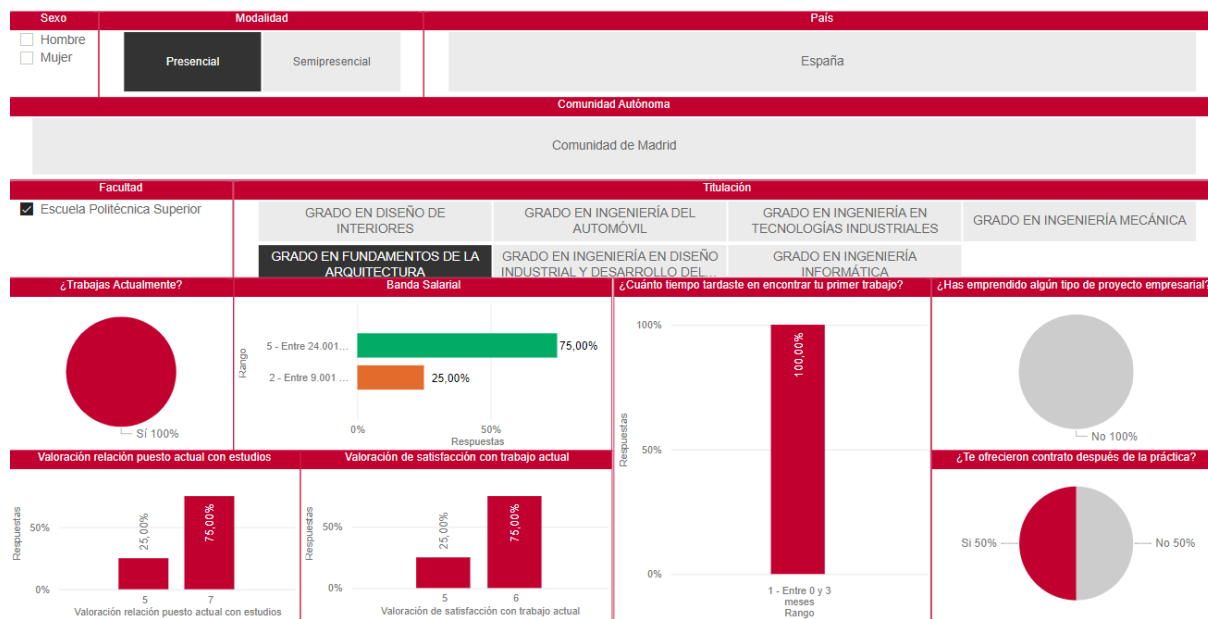 Sexo
Modalidad
País
Hombre
Mujer
Presencial
Semipresencial
España
Comunidad Autónoma
Comunidad de Madrid
Facultad
Titulación
Escuela Politécnica Superior
GRADO EN DISEÑO DE
INTERIORES
GRADO EN INGENIERÍA DEL
AUTOMÓVIL
GRADO EN INGENIERÍA EN
TECNOLOGÍAS INDUSTRIALES
GRADO EN INGENIERÍA MECÁNICA
GRADO EN FUNDAMENTOS DE LA
ARQUITECTURA
GRADO EN INGENIERÍA EN DISEÑO
INDUSTRIAL Y DESARROLLO DEL...
GRADO EN INGENIERÍA
INFORMÁTICA
¿Trabajas Actualmente?
Sí 100%
Banda Salarial
Rango
5 - Entre 24.001...
75,00%
2 - Entre 9.001 ...
25,00%
0%
50%
Respuestas
¿Cuánto tiempo tardaste en encontrar tu primer trabajo?
Respuestas
100%
50%
0%
100,00%
1 - Entre 0 y 3
meses
Rango
¿Has emprendido algún tipo de proyecto empresarial?
No 100%
Valoración relación puesto actual con estudios
Respuestas
50%
0%
25,00%
75,00%
5
7
Valoración relación puesto actual con estudios
Valoración de satisfacción con trabajo actual
Respuestas
50%
0%
25,00%
75,00%
5
6
Valoración de satisfacción con trabajo actual
¿Te ofrecieron contrato después de la práctica?
Si 50%
No 50%